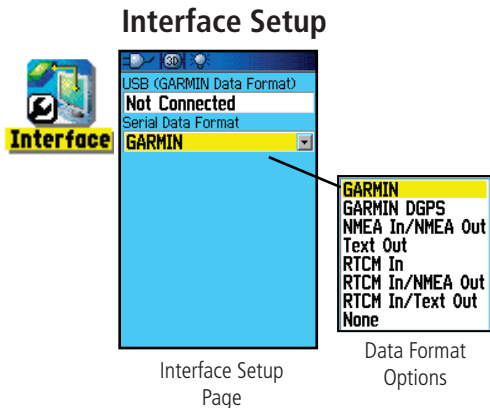 Interface Setup
3D
USB (GARMIN Data Format)
Not Connected
Serial Data Format
GARMIN
Interface
GARMIN
GARMIN DGPS
NMEA In/NMEA Out
Text Out
RTCM In
RTCM In/NMEA Out
RTCM In/Text Out
None
Interface Setup
Page
Data Format
Options